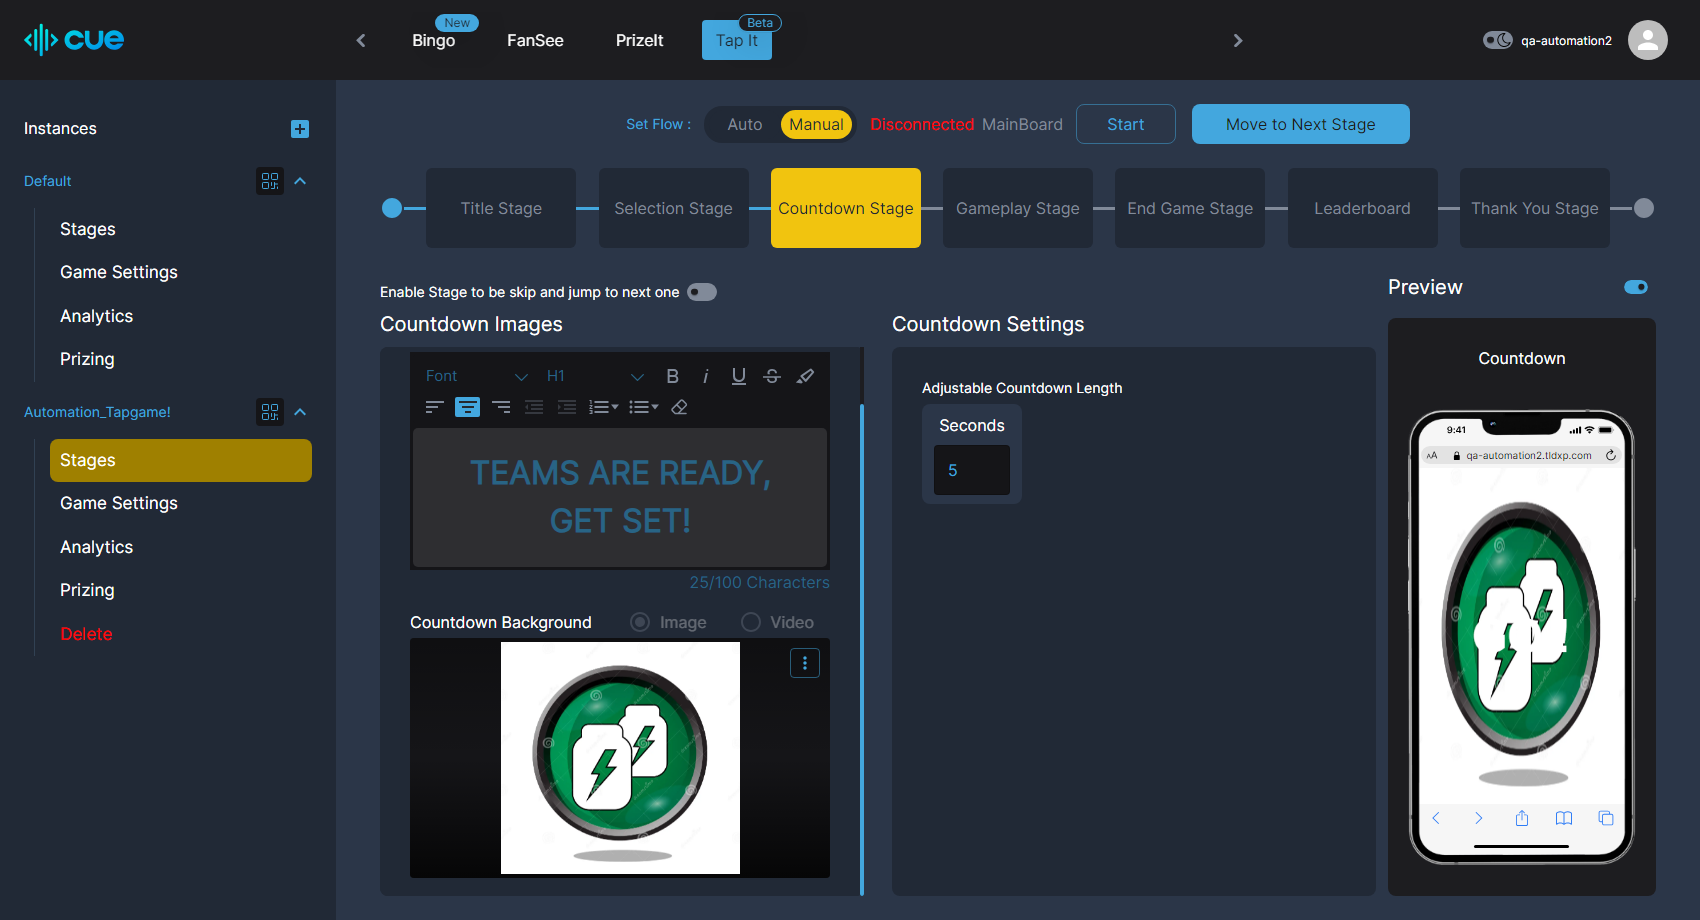 cue
New
Bingo
FanSee
PrizeIt
Beta
Tap It
qa-automation2
Instances
Default
Stages
Game Settings
Analytics
Prizing
Automation_Tapgame!
Stages
Game Settings
Analytics
Prizing
Delete
Set Flow :
Auto
Manual
Disconnected MainBoard
Start
Move to Next Stage
Title Stage
Selection Stage
Countdown Stage
Gameplay Stage
End Game Stage
Leaderboard
Thank You Stage
Enable Stage to be skip and jump to next one
Countdown Images
Font
H1
B i U S
TEAMS ARE READY,
GET SET!
25/100 Characters
Countdown Background
Image
Video
Countdown Settings
Adjustable Countdown Length
Seconds
5
Preview
Countdown
9:41
AA
qa-automation2.tldxp.com